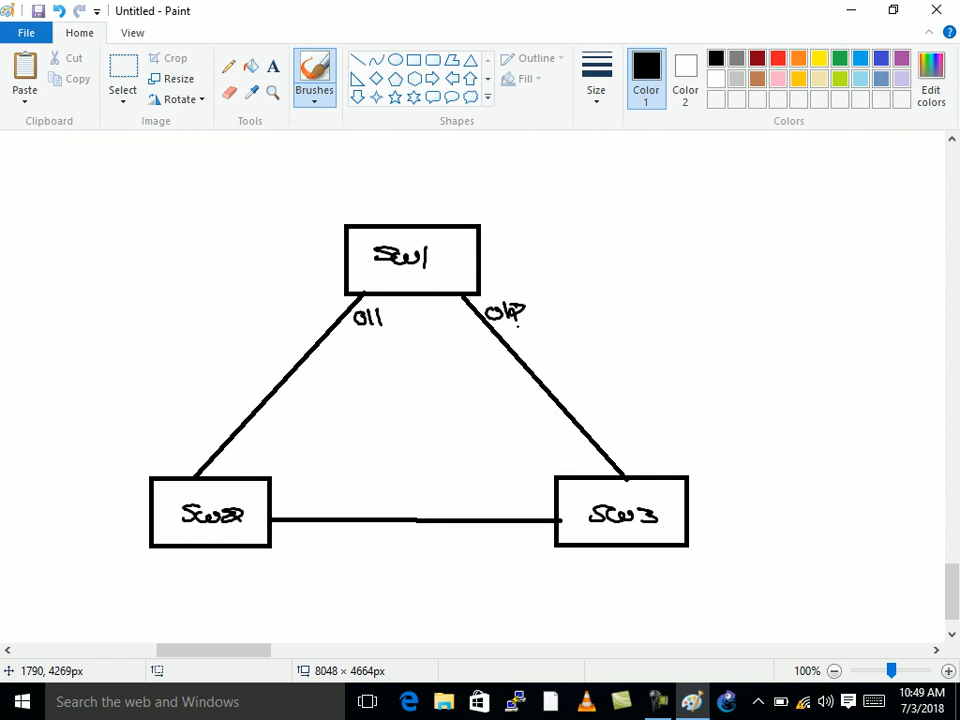 Untitled - Paint
File
Home
View
Paste
Cut
Copy
Clipboard
Select
Crop
Resize
Rotate
Image
A
Tools
Brushes
Outline
Fill
Shapes
Size
Color
1
Color
2
Edit
colors
Colors
SW1
0/1
SW2
SW3
1790, 4269px
8048 × 4664px
100%
Search the web and Windows
10:49 AM
7/3/2018